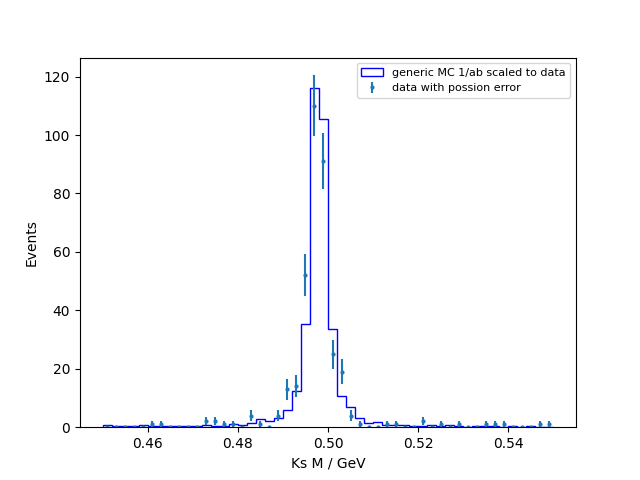 generic MC 1/ab scaled to data
data with possion error
120
100
80
60
40
20
0
Events
0.46 0.48 0.50 0.52 0.54
Ks M / GeV